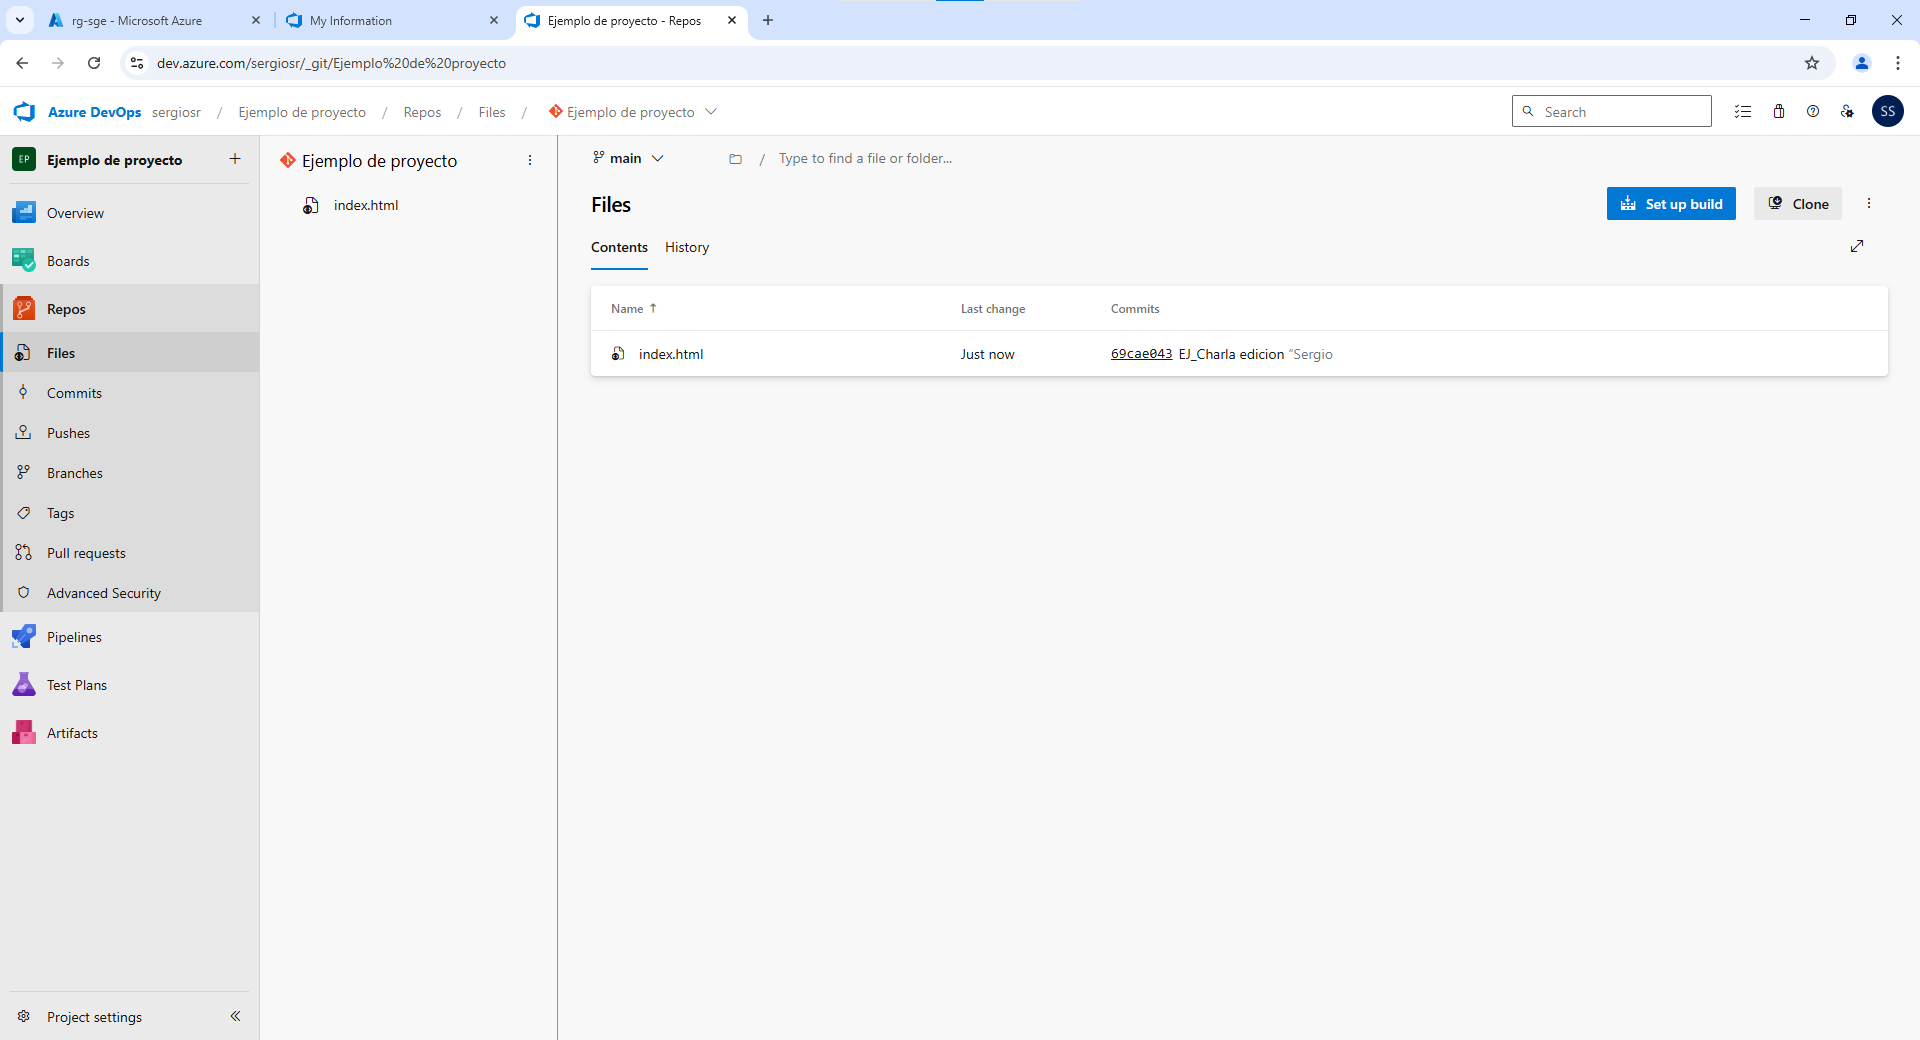 rg-sge - Microsoft Azure
My Information
Ejemplo de proyecto - Repos
dev.azure.com/sergiosr/_git/Ejemplo%20de%20proyecto
Azure DevOps sergiosr / Ejemplo de proyecto / Repos / Files / Ejemplo de proyecto
Search
SS
EP Ejemplo de proyecto
Overview
Boards
Repos
Files
Commits
Pushes
Branches
Tags
Pull requests
Advanced Security
Pipelines
Test Plans
Artifacts
Project settings
Ejemplo de proyecto
index.html
main / Type to find a file or folder...
Files
Set up build
Clone
Contents History
Name Last change Commits
index.html Just now 69cae043 EJ_Charla edicion “Sergio